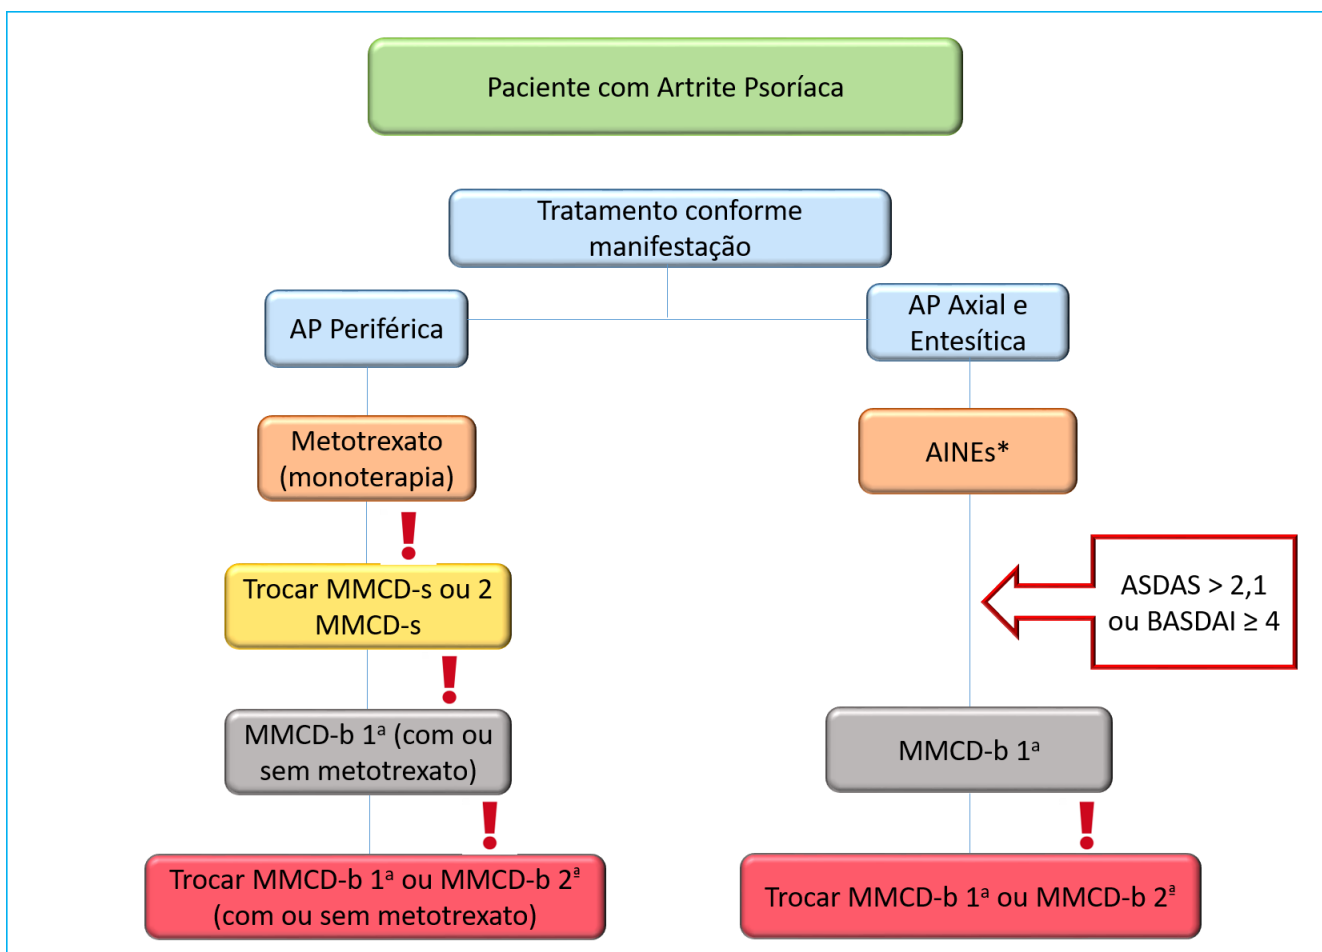 Paciente com Artrite Psoríaca
Tratamento conforme
manifestação
AP Periférica
AP Axial e
Entesítica
Metotrexato
(monoterapia)
AINEs*
!
Trocar MMCD-s ou 2
MMCD-s
ASDAS > 2,1
ou BASDAI ≥ 4
!
MMCD-b 1ª (com ou
sem metotrexato)
MMCD-b 1ª
!
!
Trocar MMCD-b 1ª ou MMCD-b 2ª
(com ou sem metotrexato)
Trocar MMCD-b 1ª ou MMCD-b 2ª